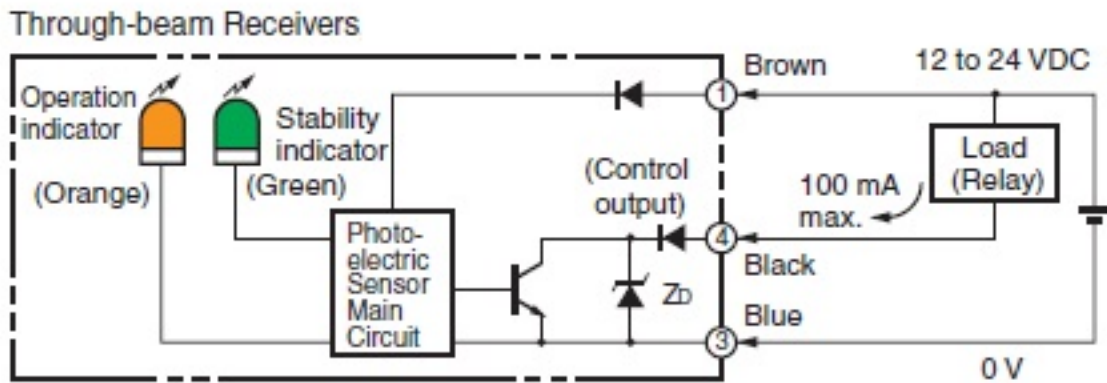 Through-beam Receivers
Operation
indicator
(Orange)
Stability
indicator
(Green)
Photo-
electric
Sensor
Main
Circuit
(Control
output)
ZD
1
Brown
4
Black
3
Blue
12 to 24 VDC
Load
(Relay)
100 mA
max.
0 V